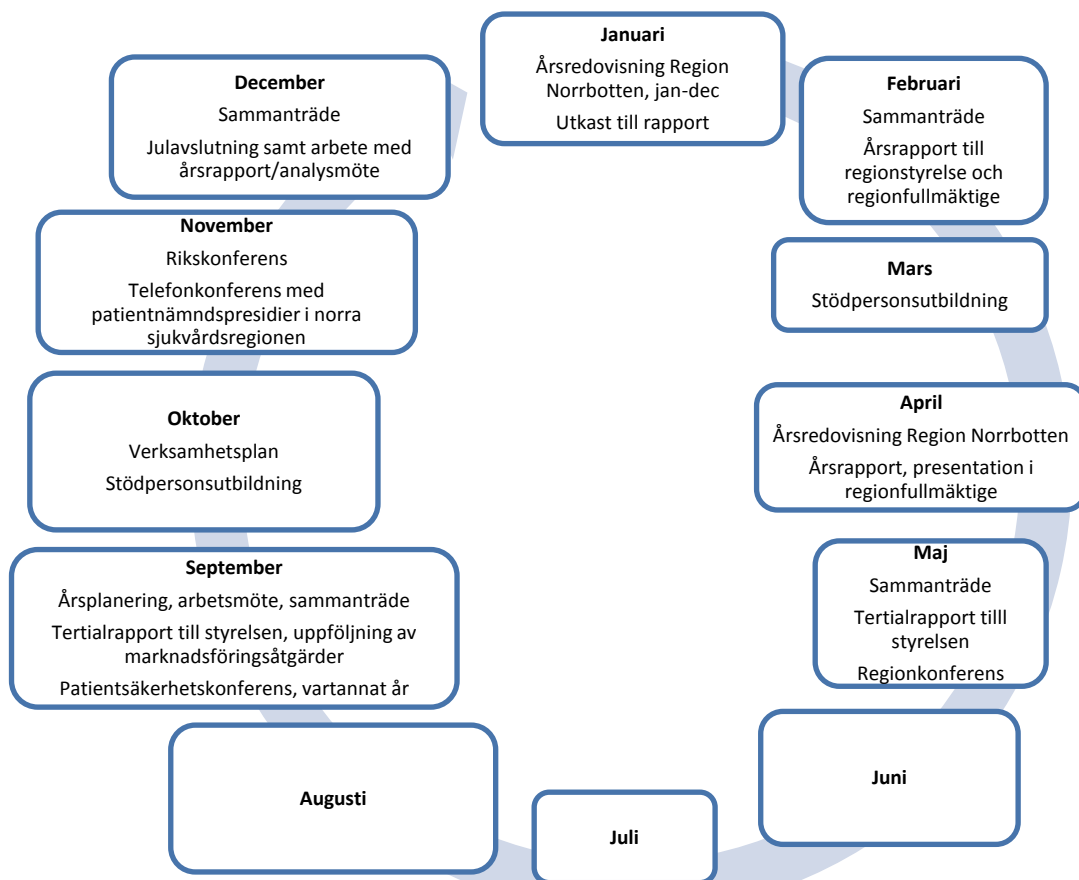 Januari
Årsredovisning Region
Norrbotten, jan-dec
Utkast till rapport
Februari
Sammanträde
Årsrapport till
regionstyrelse och
regionfullmäktige
Mars
Stödpersonsutbildning
April
Årsredovisning Region Norrbotten
Årsrapport, presentation i
regionfullmäktige
Maj
Sammanträde
Tertialrapport tilll
styrelsen
Regionkonferens
Juni
Juli
Augusti
September
Årsplanering, arbetsmöte, sammanträde
Tertialrapport till styrelsen, uppföljning av
marknadsföringsåtgärder
Patientsäkerhetskonferens, vartannat år
Oktober
Verksamhetsplan
Stödpersonsutbildning
November
Rikskonferens
Telefonkonferens med
patientnämndspresidier i norra
sjukvårdsregionen
December
Sammanträde
Julavslutning samt arbete med
årsrapport/analysmöte